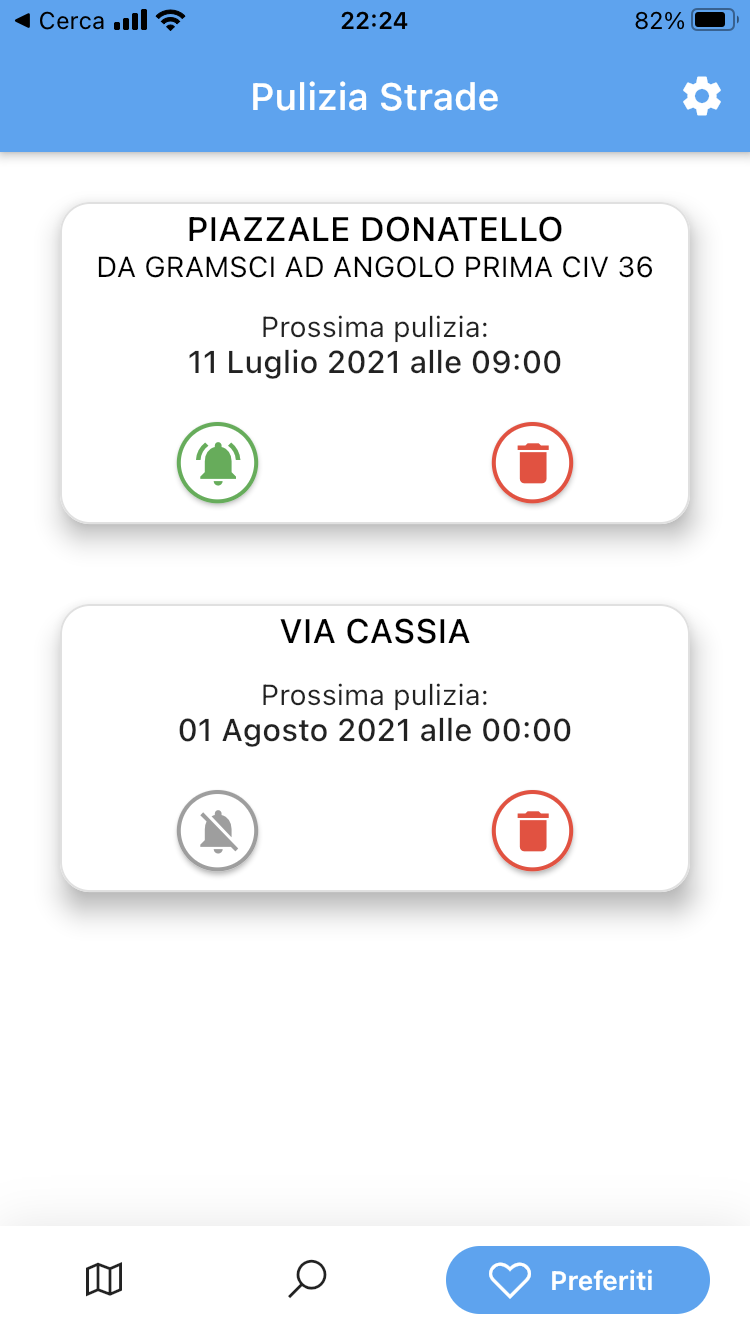 Cerca 22:24 82%
Pulizia Strade
PIAZZALE DONATELLO
DA GRAMSCI AD ANGOLO PRIMA CIV 36
Prossima pulizia:
11 Luglio 2021 alle 09:00
VIA CASSIA
Prossima pulizia:
01 Agosto 2021 alle 00:00
Preferiti